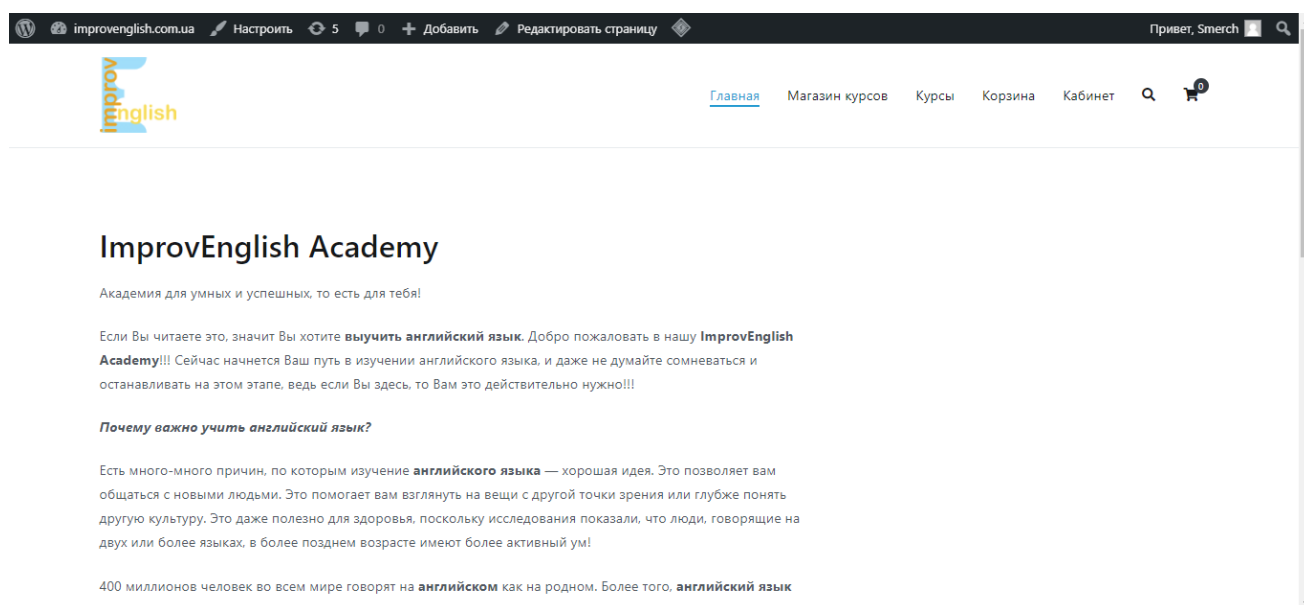 improvenglish.com.ua Настроить 5 0 Добавить Редактировать страницу Привет, Smerch
improv
English
Главная Магазин курсов Курсы Корзина Кабинет 0
ImprovEnglish Academy
Академия для умных и успешных, то есть для тебя!
Если Вы читаете это, значит Вы хотите выучить английский язык. Добро пожаловать в нашу ImprovEnglish
Academy!!! Сейчас начнется Ваш путь в изучении английского языка, и даже не думайте сомневаться и
останавливать на этом этапе, ведь если Вы здесь, то Вам это действительно нужно!!!
Почему важно учить английский язык?
Есть много-много причин, по которым изучение английского языка — хорошая идея. Это позволяет вам
общаться с новыми людьми. Это помогает вам взглянуть на вещи с другой точки зрения или глубже понять
другую культуру. Это даже полезно для здоровья, поскольку исследования показали, что люди, говорящие на
двух или более языках, в более позднем возрасте имеют более активный ум!
400 миллионов человек во всем мире говорят на английском как на родном. Более того, английский язык